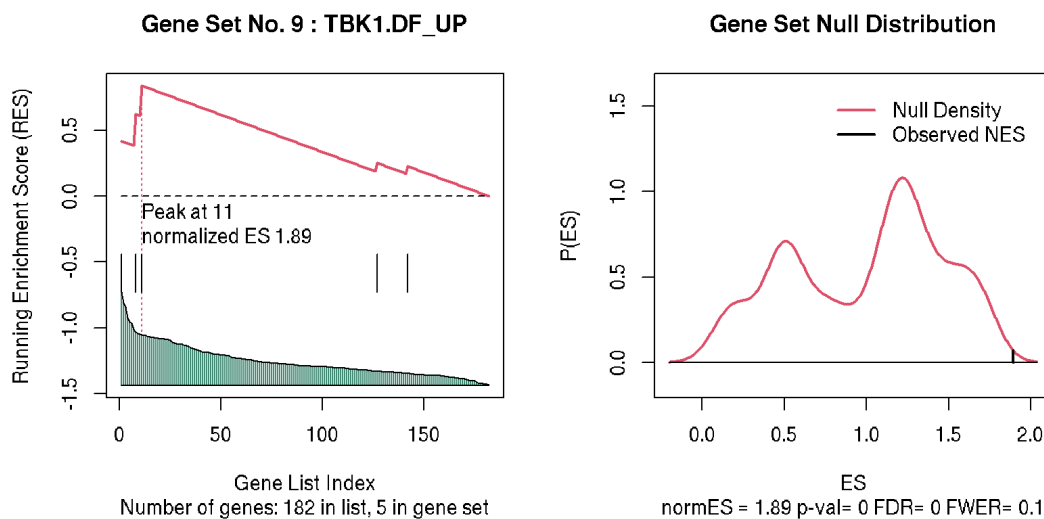 Gene Set No. 9 : TBK1.DF_UP
Running Enrichment Score (RES)
0.5
0.0
-0.5
-1.0
-1.5
Peak at 11
normalized ES 1.89
0
50
100
150
Gene List Index
Number of genes: 182 in list, 5 in gene set
Gene Set Null Distribution
P(ES)
1.5
1.0
0.5
0.0
Null Density
Observed NES
0.0
0.5
1.0
1.5
2.0
ES
normES = 1.89 p-val= 0 FDR= 0 FWER= 0.1